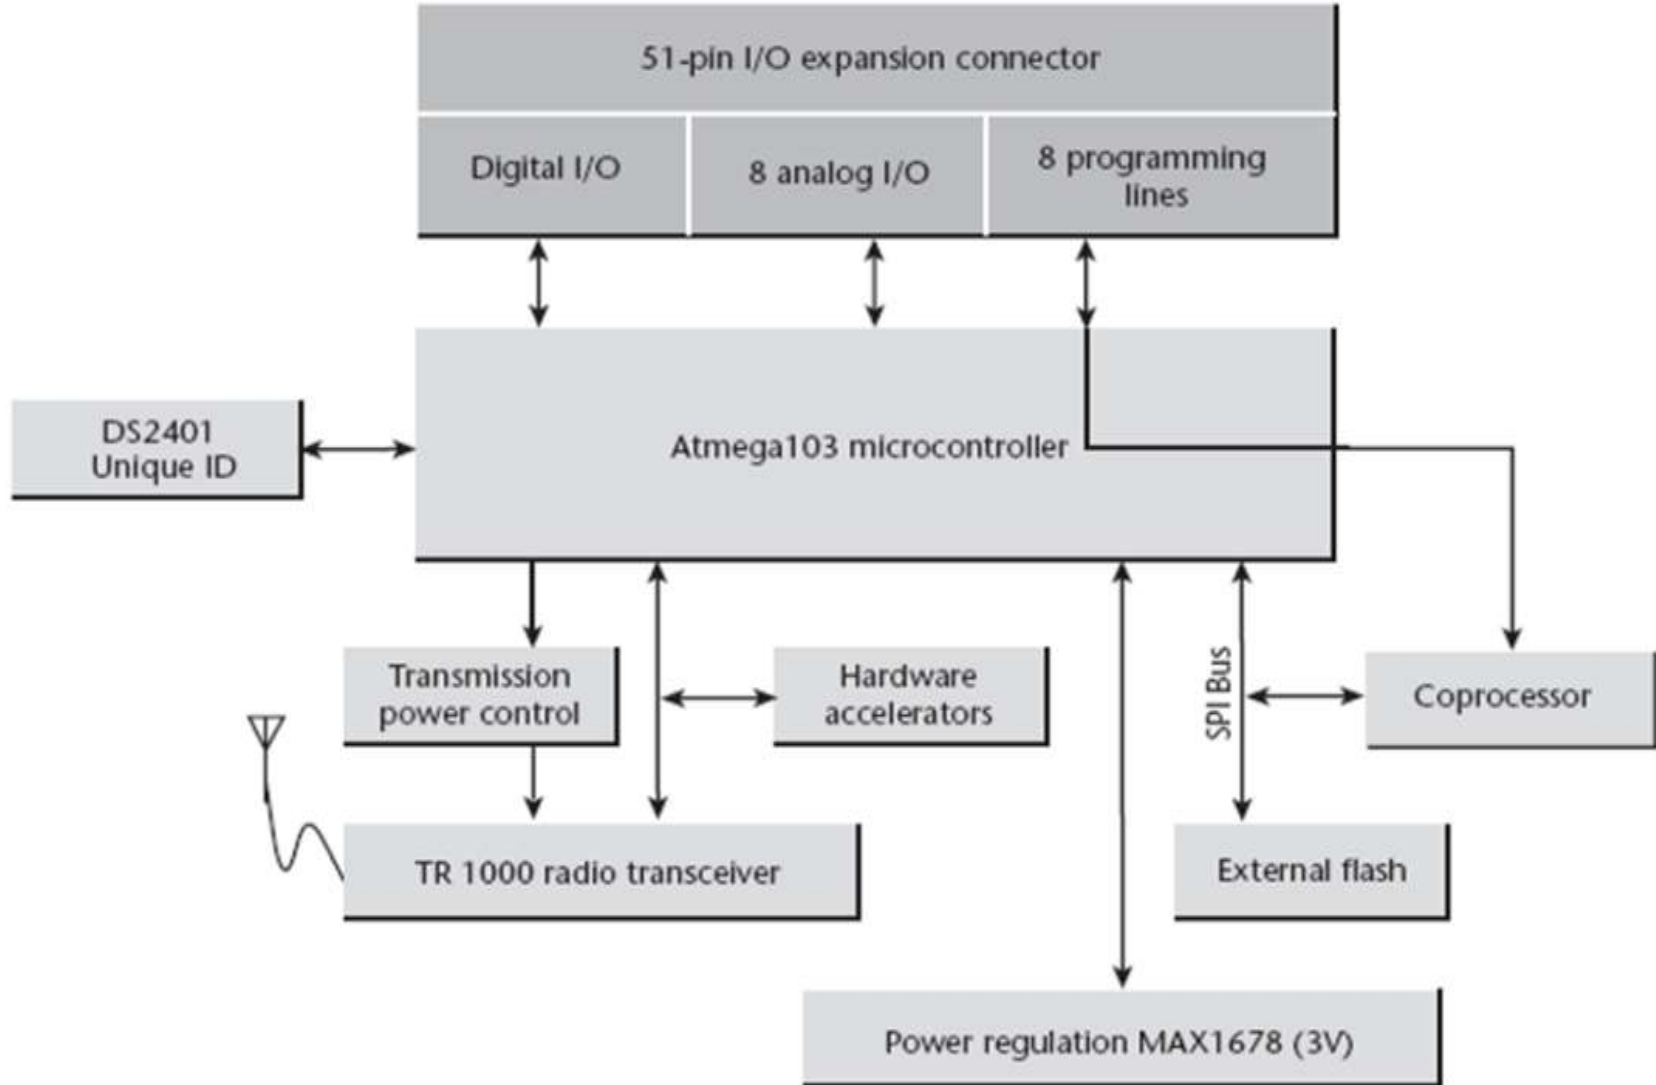 51-pin I/O expansion connector
Digital I/O
8 analog I/O
8 programming
lines
DS2401
Unique ID
Atmega103 microcontroller
Transmission
power control
Hardware
accelerators
SPI Bus
Coprocessor
TR 1000 radio transceiver
External flash
Power regulation MAX1678 (3V)